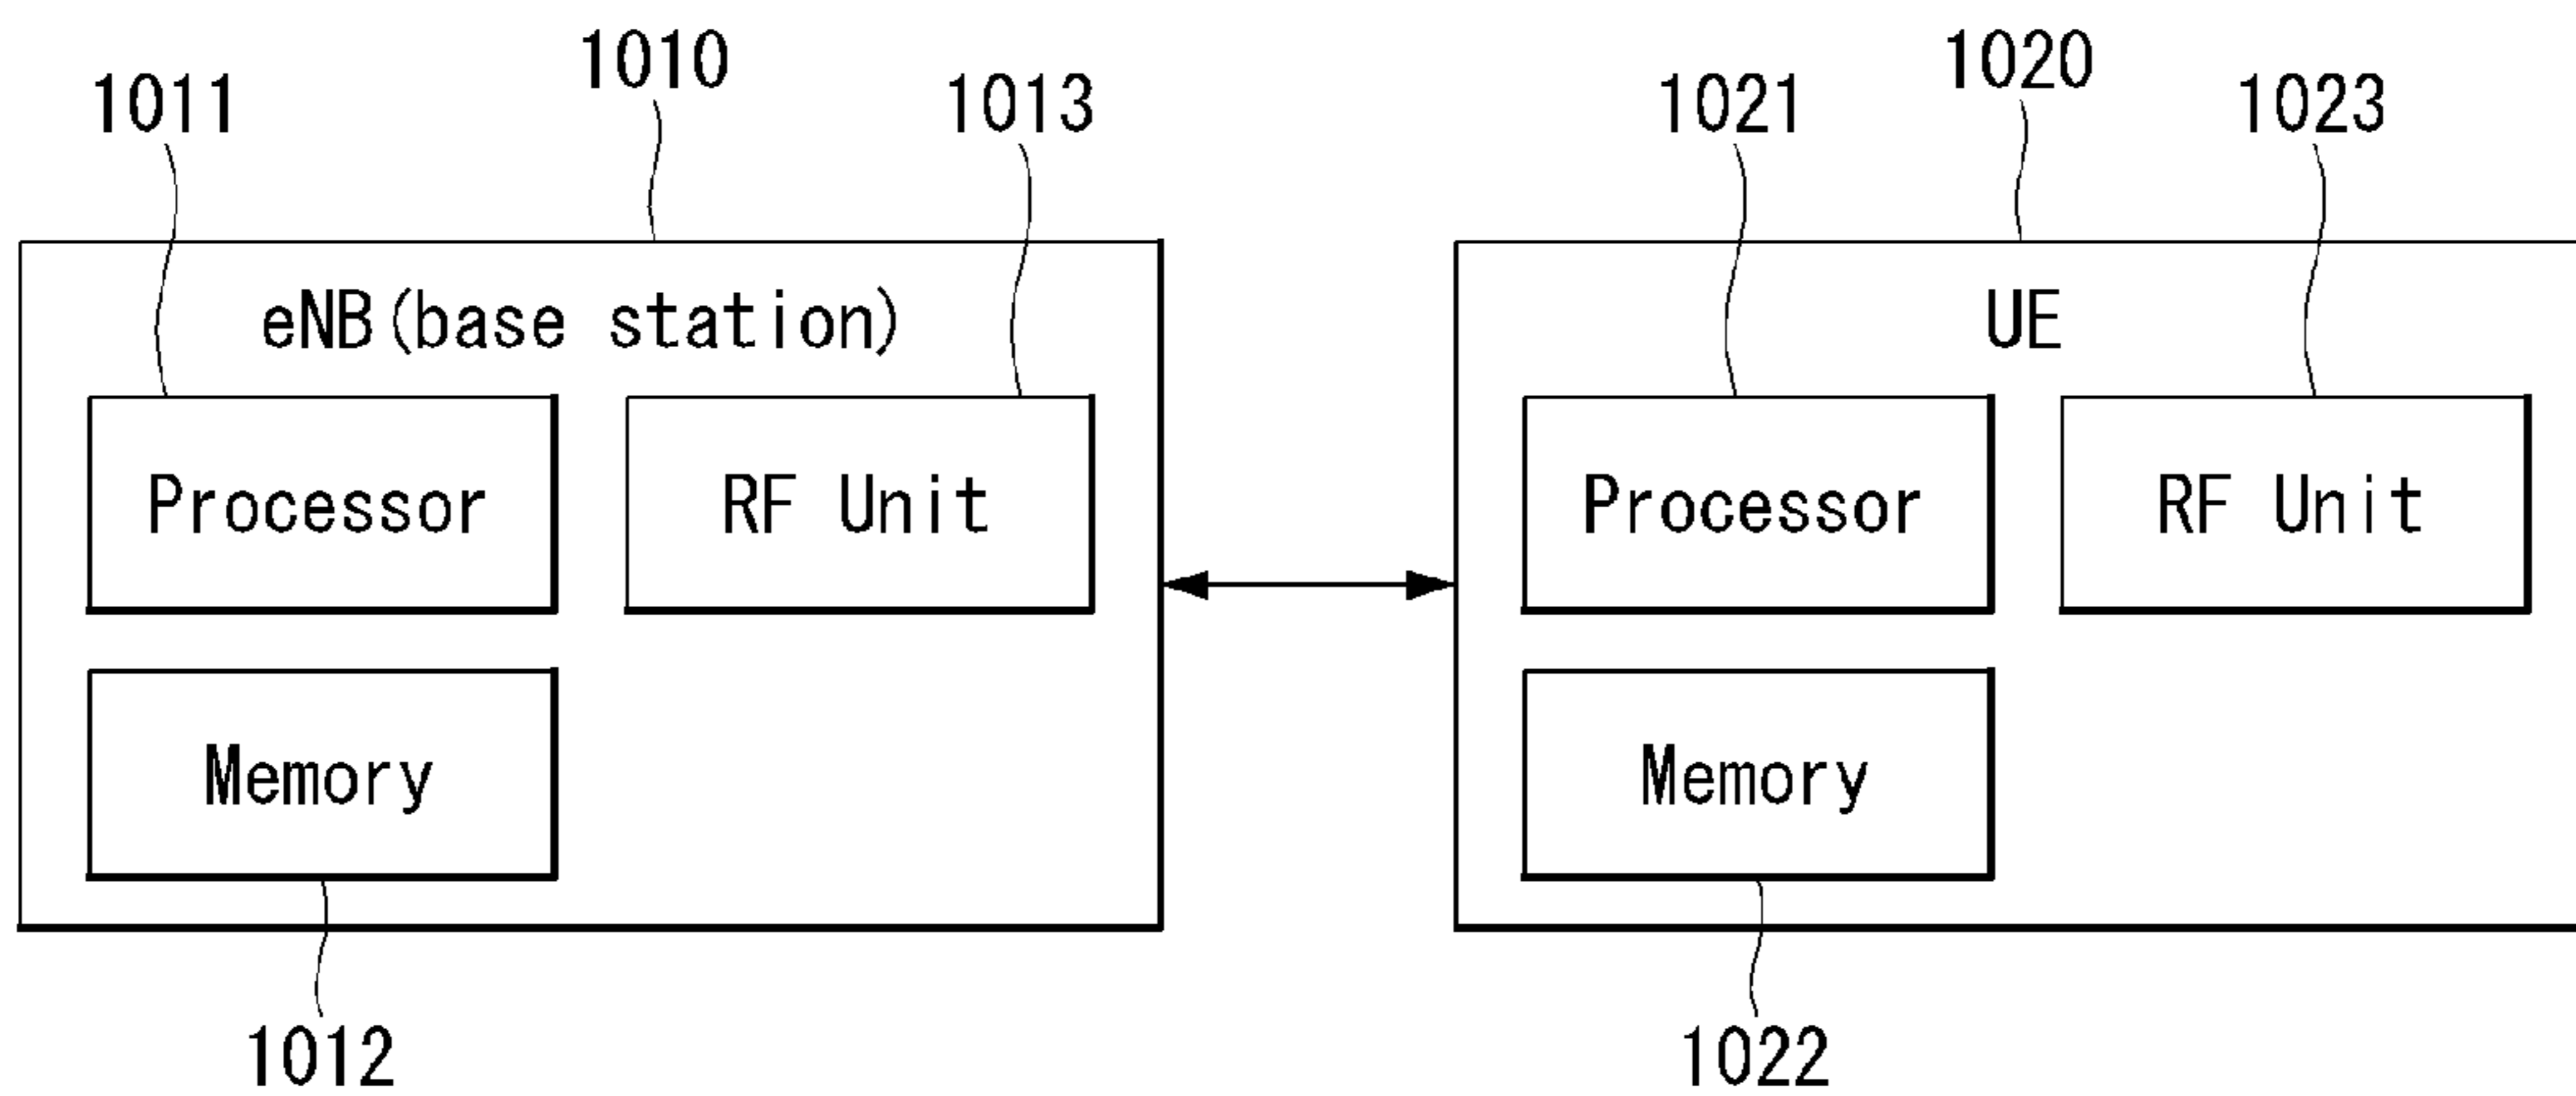 1010
1020
1011
1013
1021
1023
eNB(base station)
UE
Processor
RF Unit
Processor
RF Unit
Memory
Memory
1012
1022